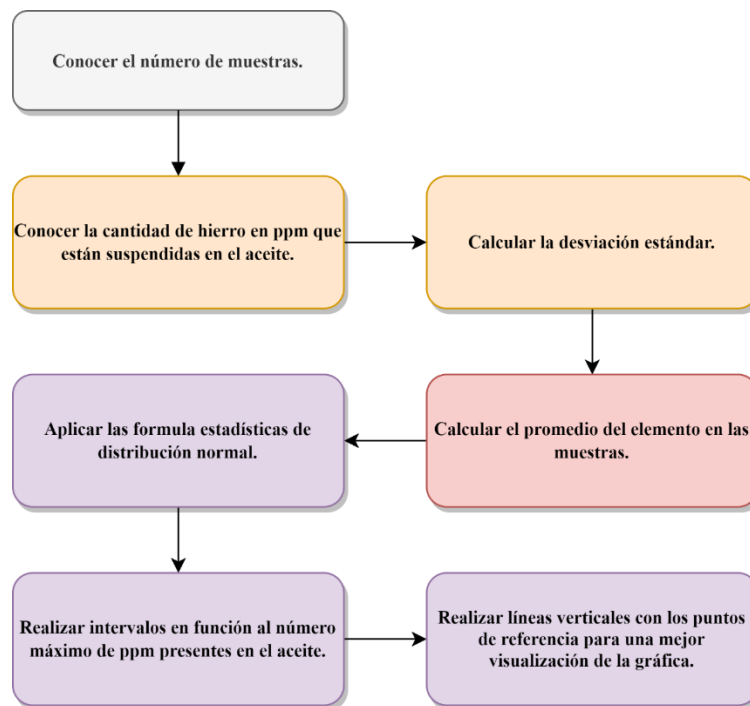 Conocer el número de muestras.
Conocer la cantidad de hierro en ppm que
están suspendidas en el aceite.
Calcular la desviación estándar.
Calcular el promedio del elemento en las
muestras.
Aplicar las formula estadísticas de
distribución normal.
Realizar intervalos en función al número
máximo de ppm presentes en el aceite.
Realizar líneas verticales con los puntos
de referencia para una mejor
visualización de la gráfica.